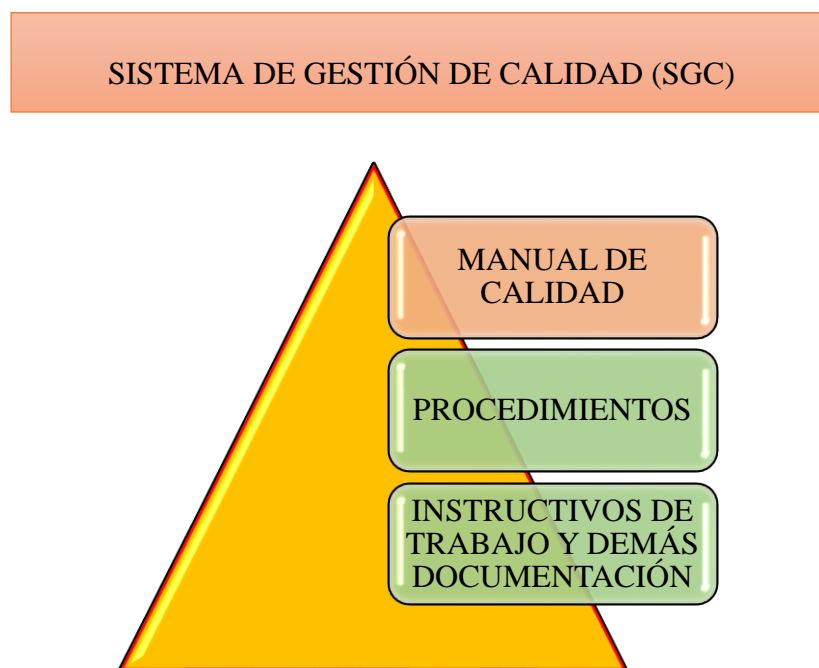 SISTEMA DE GESTIÓN DE CALIDAD (SGC)
MANUAL DE
CALIDAD
PROCEDIMIENTOS
INSTRUCTIVOS DE
TRABAJO Y DEMÁS
DOCUMENTACIÓN